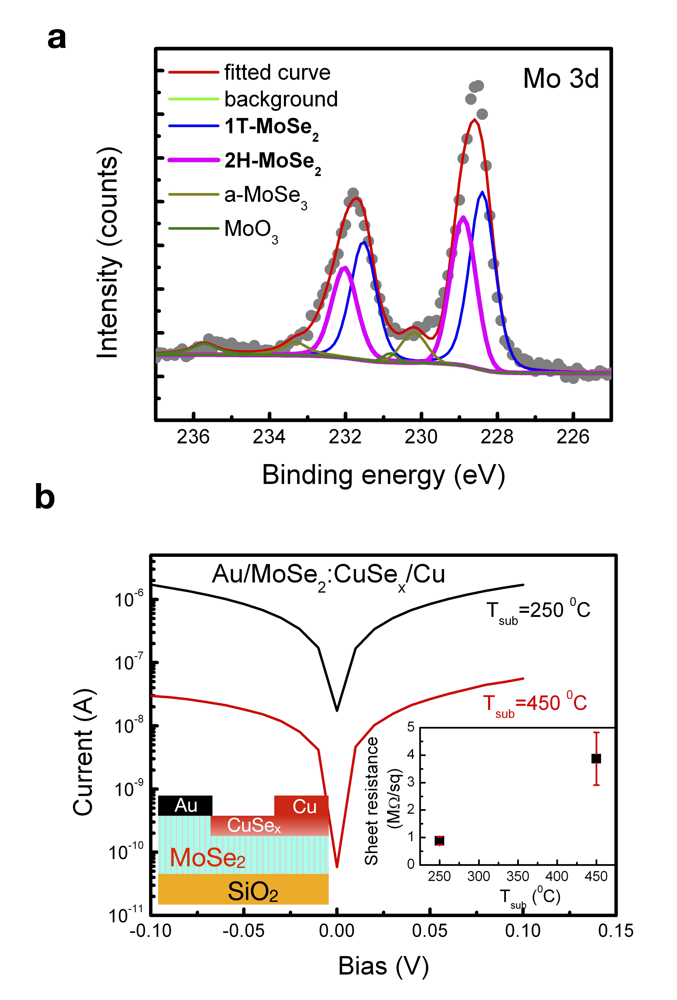 a
Mo 3d
fitted curve
background
1T-MoSe₂
2H-MoSe₂
a-MoSe₃
MoO₃
Intensity (counts)
236 234 232 230 228 226
Binding energy (eV)
b
Au/MoSe₂:CuSeₓ/Cu
T_sub=250 ⁰C
T_sub=450 ⁰C
Current (A)
10⁻⁶
10⁻⁷
10⁻⁸
10⁻⁹
10⁻¹⁰
10⁻¹¹
Au
Cu
CuSeₓ
MoSe₂
SiO₂
Sheet resistance
(MΩ/sq)
5
4
3
2
1
0
250 300 350 400 450
T_sub (⁰C)
-0.10 -0.05 0.00 0.05 0.10 0.15
Bias (V)